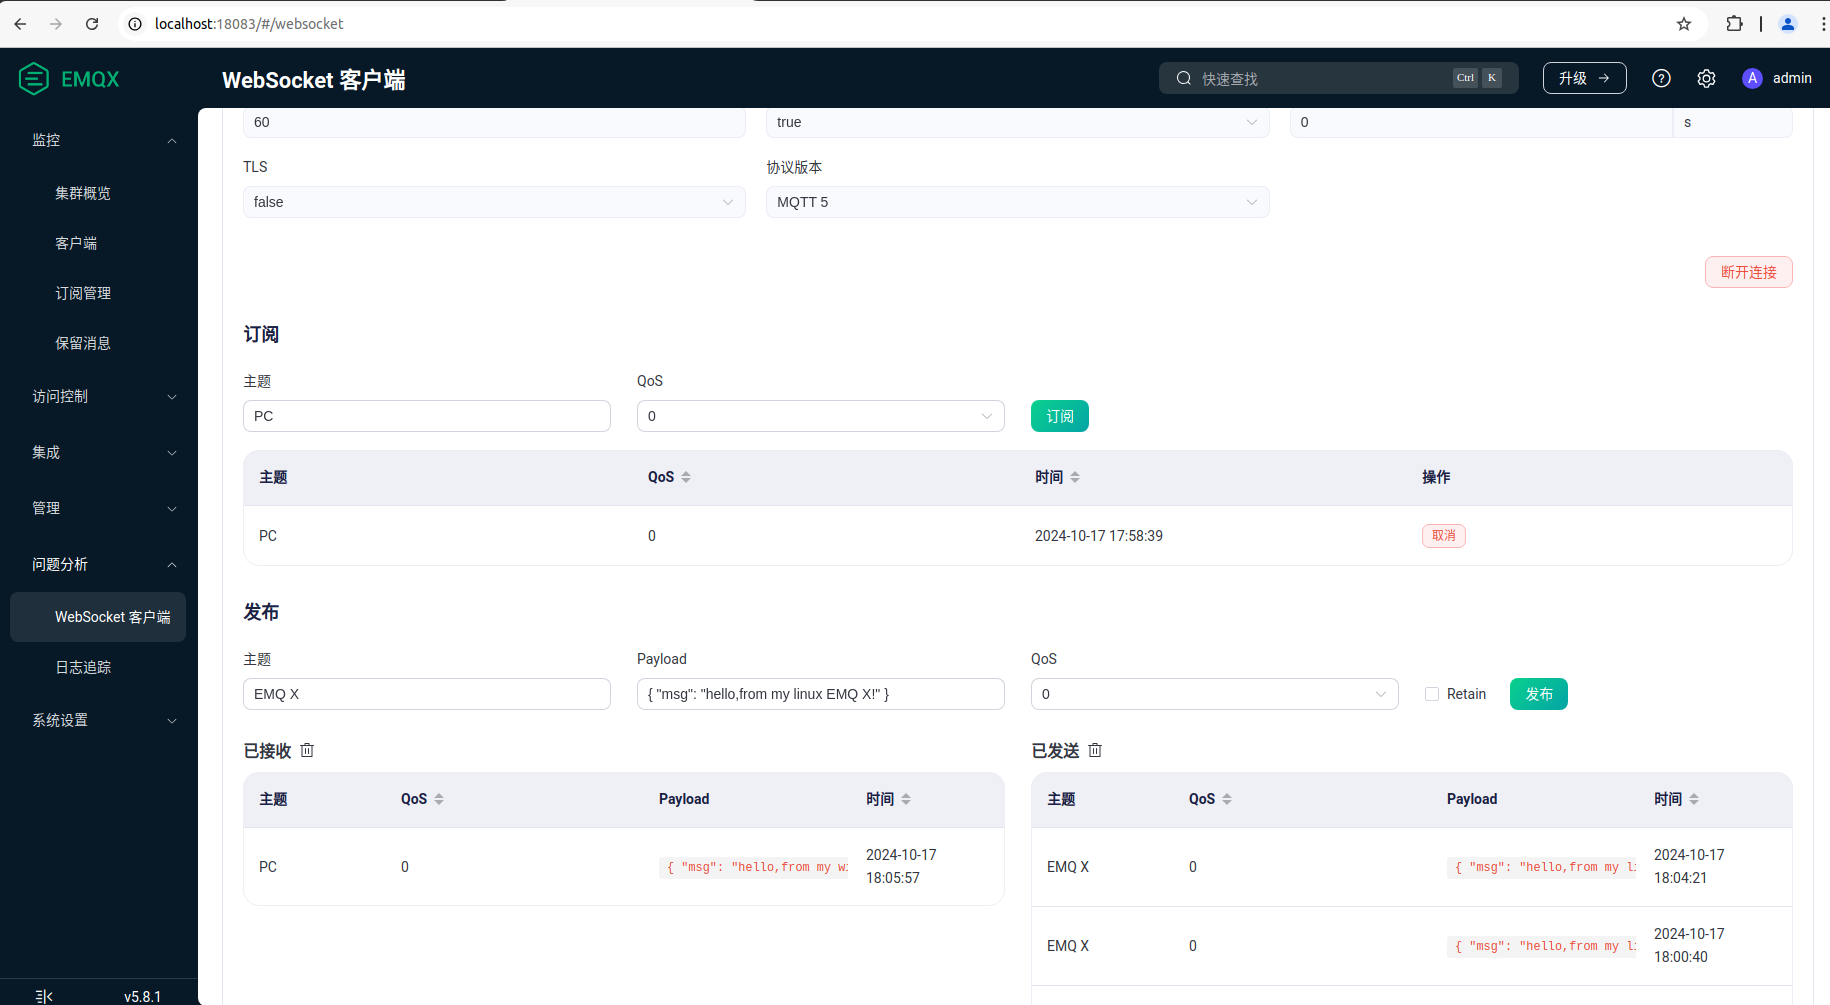 localhost:18083/#/websocket
EMQX
WebSocket 客户端
快速查找
Ctrl K
升级 →
?
A admin
监控
集群概览
客户端
订阅管理
保留消息
访问控制
集成
管理
问题分析
WebSocket 客户端
日志追踪
系统设置
v5.8.1
60 true 0 s
TLS 协议版本
false MQTT 5
断开连接
订阅
主题 QoS
PC 0 订阅
主题 QoS 时间 操作
PC 0 2024-10-17 17:58:39 取消
发布
主题 Payload QoS
EMQ X { "msg": "hello,from my linux EMQ X!" } 0 Retain 发布
已接收
主题 QoS Payload 时间
PC 0 { "msg": "hello,from my wi 2024-10-17
18:05:57
已发送
主题 QoS Payload 时间
EMQ X 0 { "msg": "hello,from my li 2024-10-17
18:04:21
EMQ X 0 { "msg": "hello,from my li 2024-10-17
18:00:40